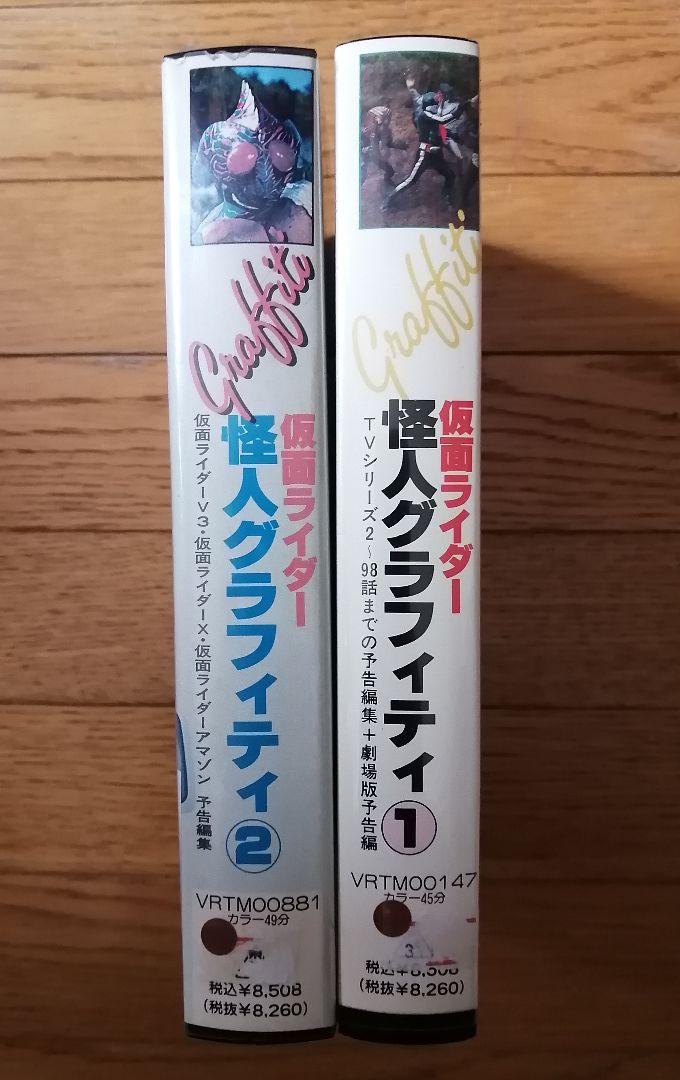 Graffiti
仮面ライダー
怪人グラフィティ②
仮面ライダーV3・仮面ライダーX・仮面ライダーアマゾン 予告編集
VRTM00881
カラー49分
税込¥8,508
(税抜¥8,260)
Graffiti
仮面ライダー
怪人グラフィティ①
TVシリーズ2〜98話までの予告編集+劇場版予告編
VRTM00147
カラー45分
3
税込¥8,508
(税抜¥8,260)